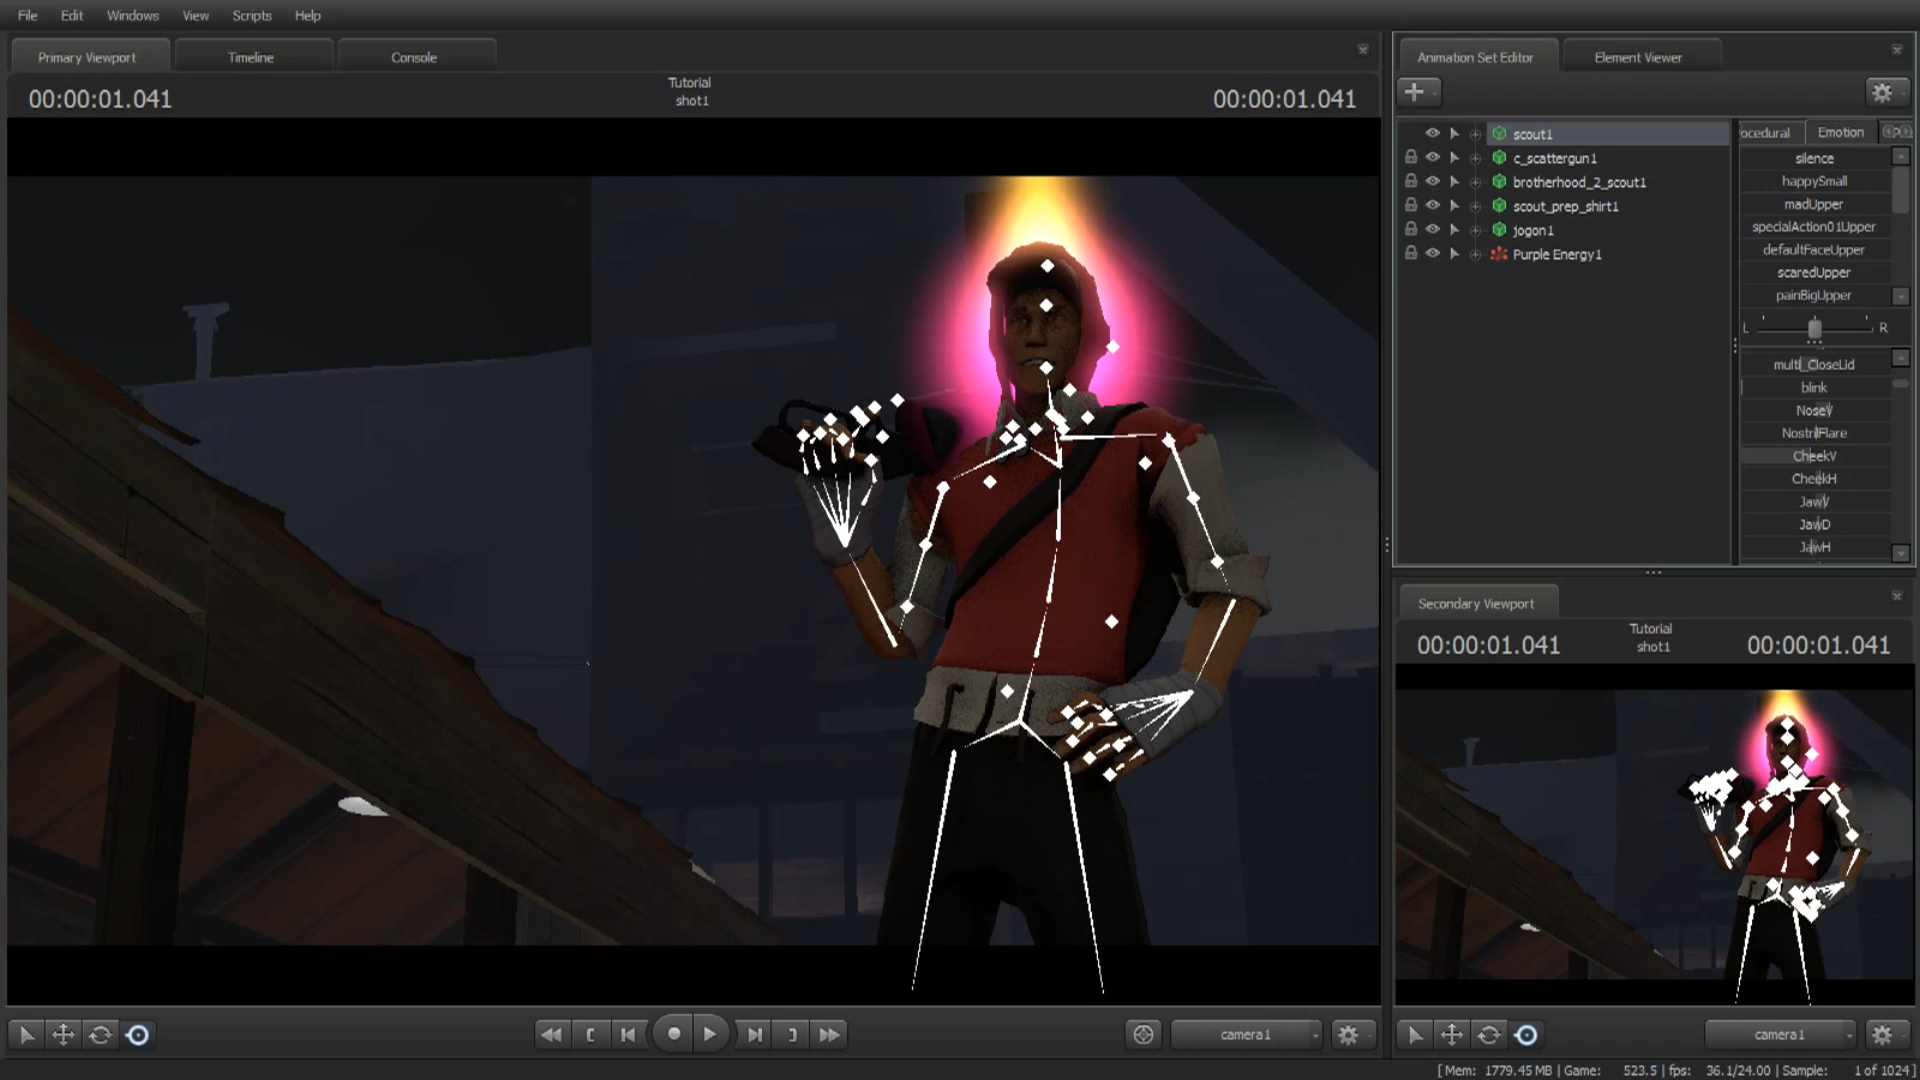 File Edit Windows View Scripts Help
Primary Viewport Timeline Console
00:00:01.041 Tutorial 00:00:01.041
shot1
Animation Set Editor Element Viewer
scout1
c_scattergun1
brotherhood_2_scout1
scout_prep_shirt1
jogon1
Purple Energy1
ocedural Emotion
silence
happySmall
madUpper
specialAction01Upper
defaultFaceUpper
scaredUpper
painBigUpper
L R
multi_CloseLid
blink
NoseV
NostrilFlare
CheekV
CheekH
JawV
JawD
JawH
Secondary Viewport
00:00:01.041 Tutorial 00:00:01.041
shot1
camera1
camera1
[ Mem: 1779.45 MB | Game: 523.5 | fps: 36.1/24.00 | Sample: 1 of 1024 ]